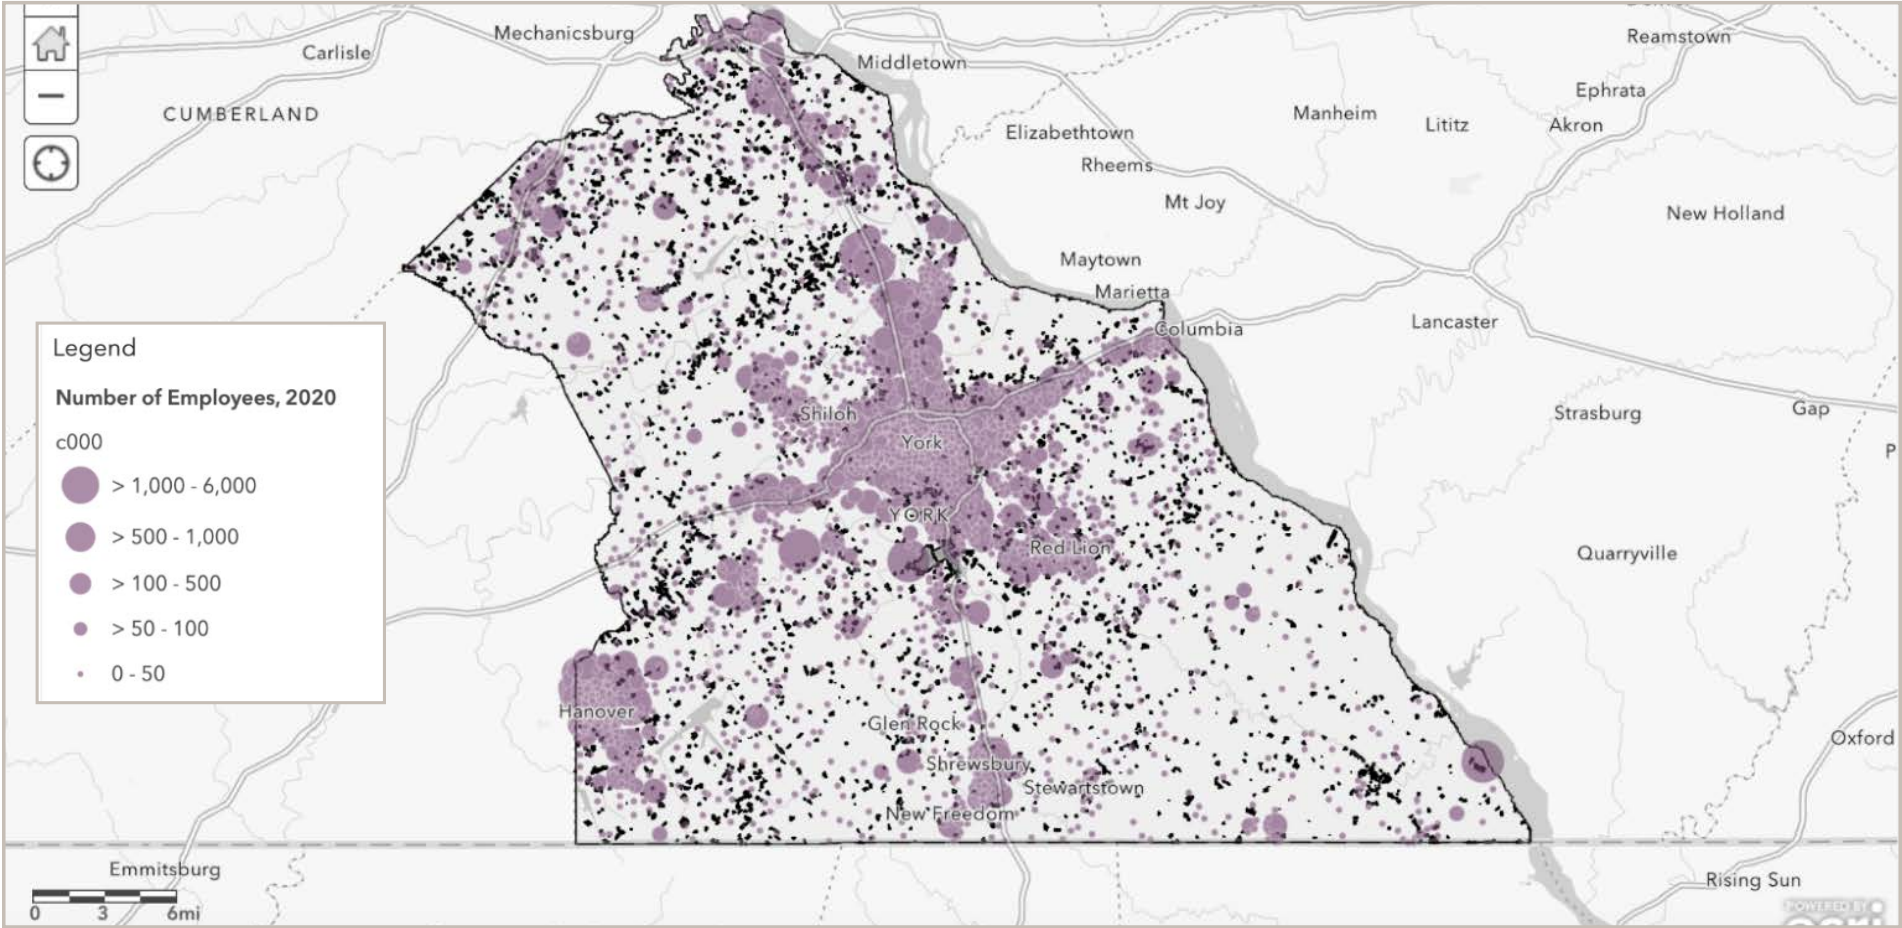 Reamstown
Mechanicsburg
Carlisle
Middletown
Ephrata
CUMBERLAND
Manheim
Lititz
Akron
Elizabethtown
Rheems
Mt Joy
New Holland
Maytown
Marietta
Columbia
Lancaster
Legend
Number of Employees, 2020
c000
> 1,000 - 6,000
> 500 - 1,000
> 100 - 500
> 50 - 100
0 - 50
Shiloh
Strasburg
Gap
York
P
YORK
Red Lion
Quarryville
Hanover
Glen Rock
Oxford
Shrewsbury
Stewartstown
New Freedom
Emmitsburg
Rising Sun
0 3 6mi
POWERED BY
esri